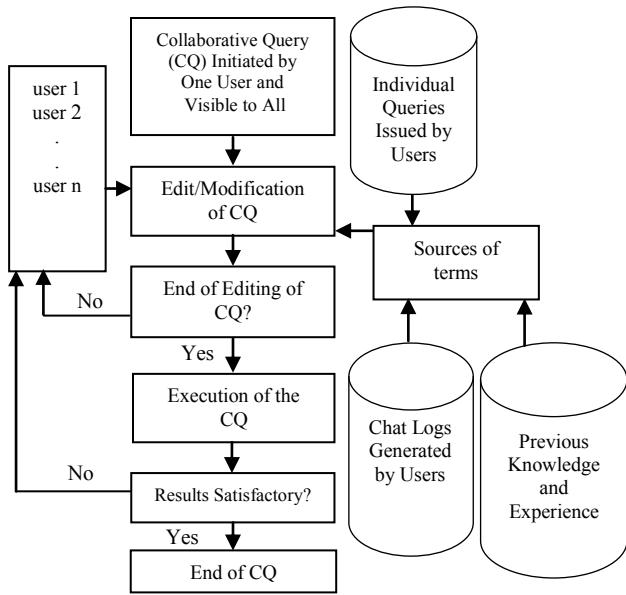 Collaborative Query
(CQ) Initiated by
One User and
Visible to All
Individual
Queries
Issued by
Users
user 1
user 2
.
.
user n
Edit/Modification
of CQ
Sources of
terms
End of Editing of
CQ?
No
Yes
Execution of the
CQ
Chat Logs
Generated
by Users
Previous
Knowledge
and
Experience
No
Results Satisfactory?
Yes
End of CQ